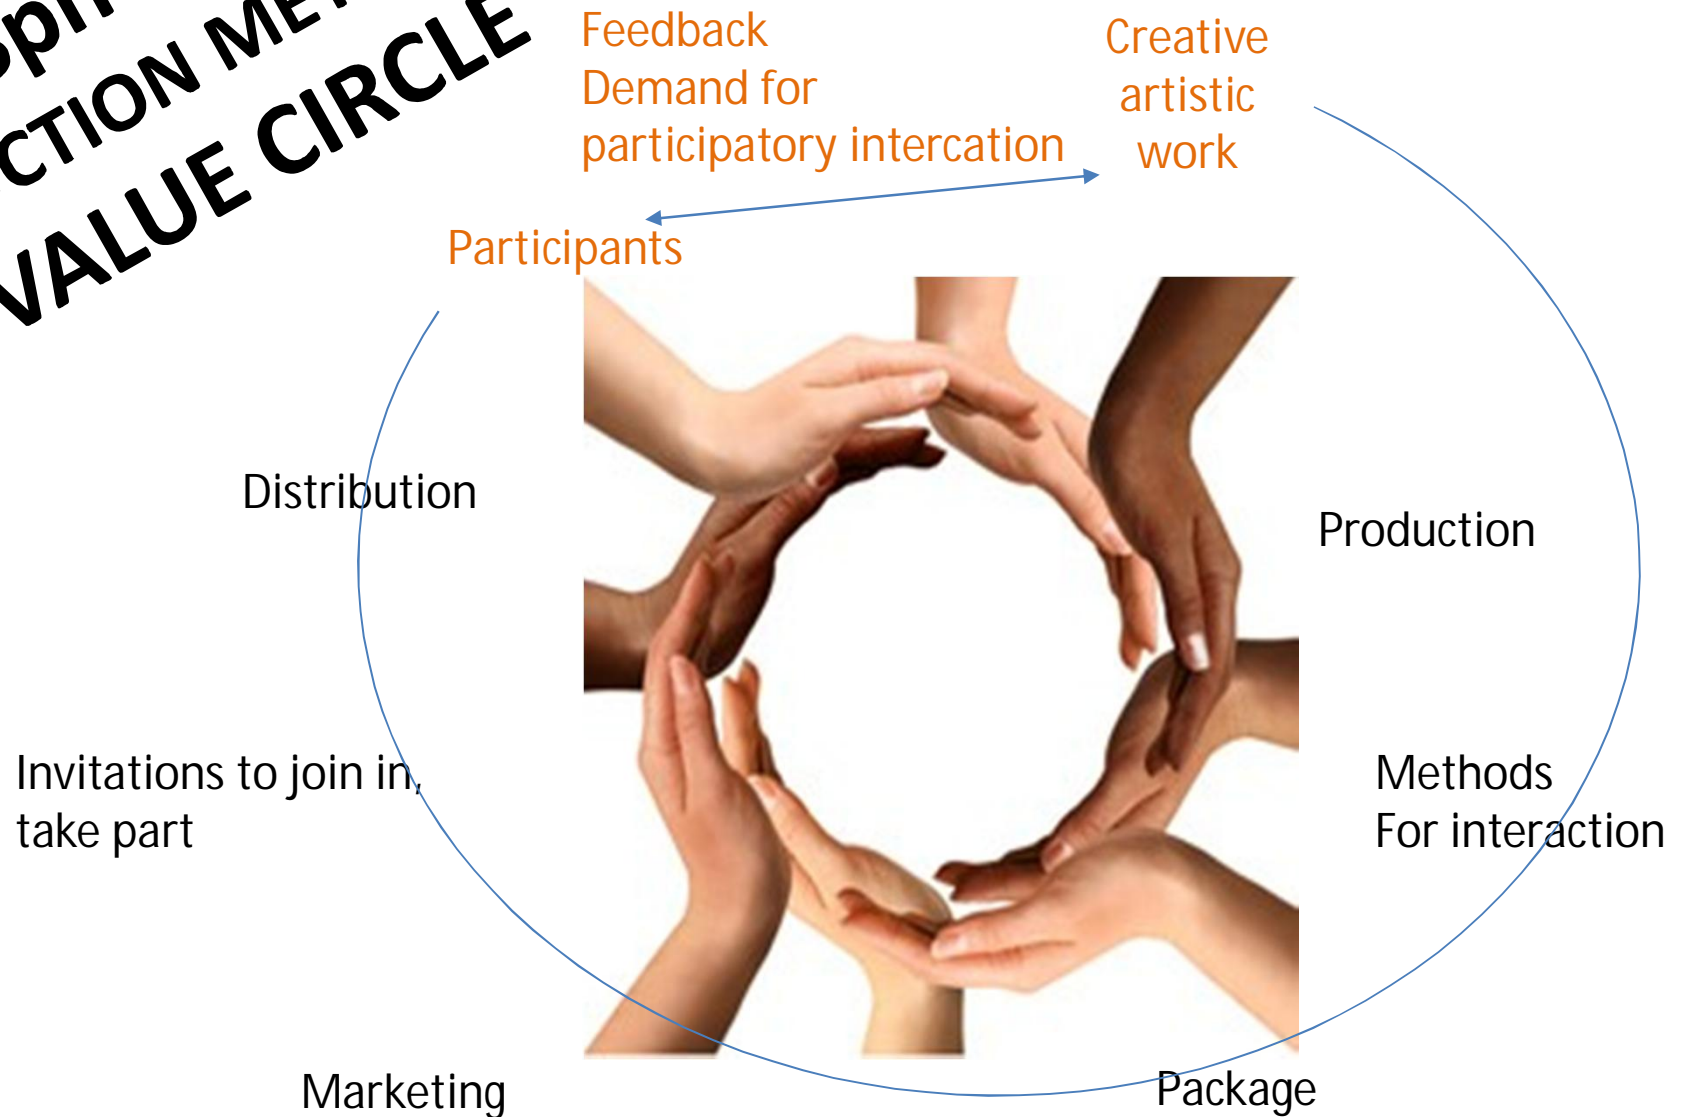 VALUE CIRCLE
Feedback
Demand for
participatory intercation
Creative
artistic
work
Participants
Distribution
Production
Invitations to join in,
take part
Methods
For interaction
Marketing
Package